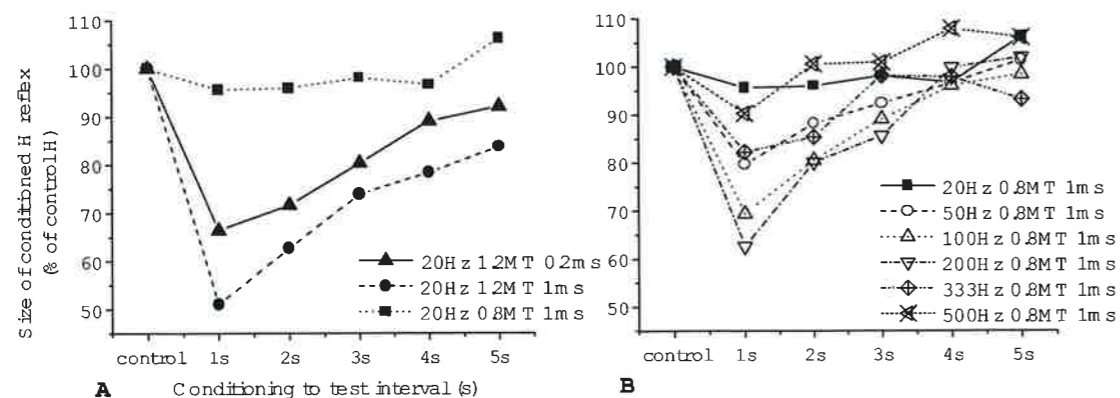 110
100
90
80
70
60
50
Size of conditioned H reflex
(% of control H)
20Hz 1.2MT 0.2ms
20Hz 1.2MT 1ms
20Hz 0.8MT 1ms
control 1s 2s 3s 4s 5s
A Conditioning to test interval (s)
110
100
90
80
70
60
50
20Hz 0.8MT 1ms
50Hz 0.8MT 1ms
100Hz 0.8MT 1ms
200Hz 0.8MT 1ms
333Hz 0.8MT 1ms
500Hz 0.8MT 1ms
control 1s 2s 3s 4s 5s
B